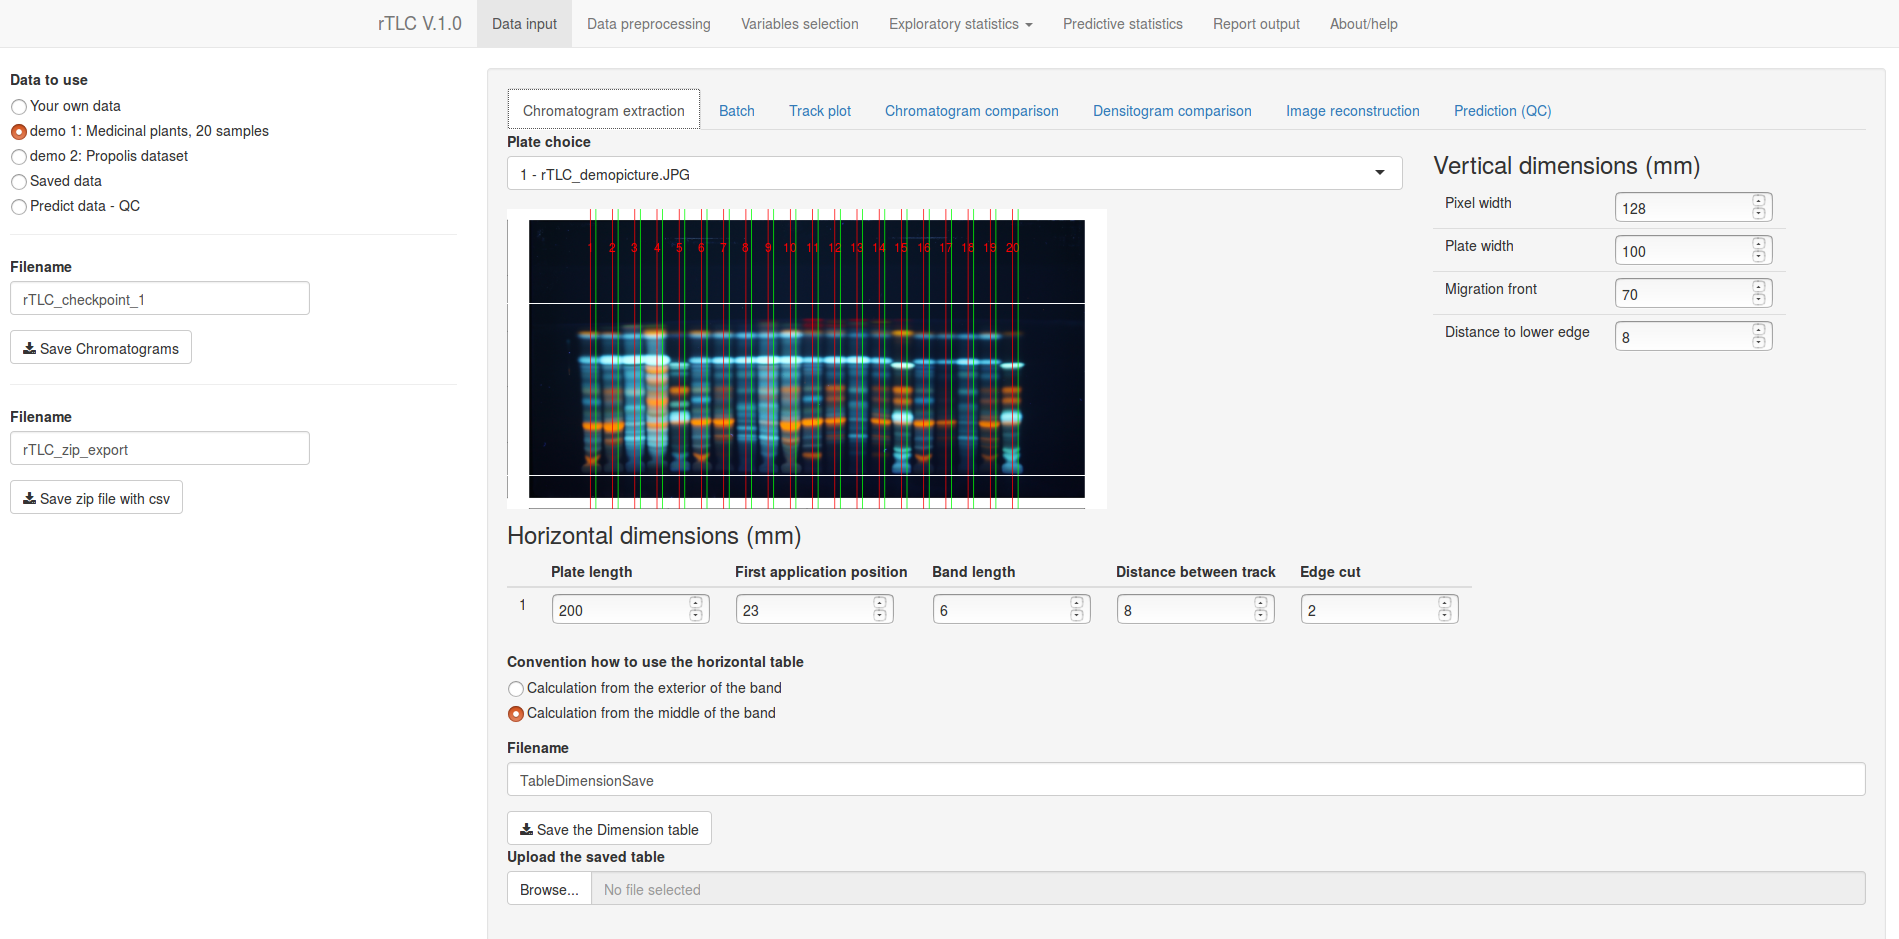 rTLC V.1.0 Data input Data preprocessing Variables selection Exploratory statistics Predictive statistics Report output About/help
Data to use
Your own data
demo 1: Medicinal plants, 20 samples
demo 2: Propolis dataset
Saved data
Predict data - QC
Filename
rTLC_checkpoint_1
Save Chromatograms
Filename
rTLC_zip_export
Save zip file with csv
Chromatogram extraction Batch Track plot Chromatogram comparison Densitogram comparison Image reconstruction Prediction (QC)
Plate choice
1 - rTLC_demopicture.JPG
1 2 3 4 5 6 7 8 9 10 11 12 13 14 15 16 17 18 19 20
Vertical dimensions (mm)
Pixel width 128
Plate width 100
Migration front 70
Distance to lower edge 8
Horizontal dimensions (mm)
Plate length First application position Band length Distance between track Edge cut
1 200 23 6 8 2
Convention how to use the horizontal table
Calculation from the exterior of the band
Calculation from the middle of the band
Filename
TableDimensionSave
Save the Dimension table
Upload the saved table
Browse... No file selected